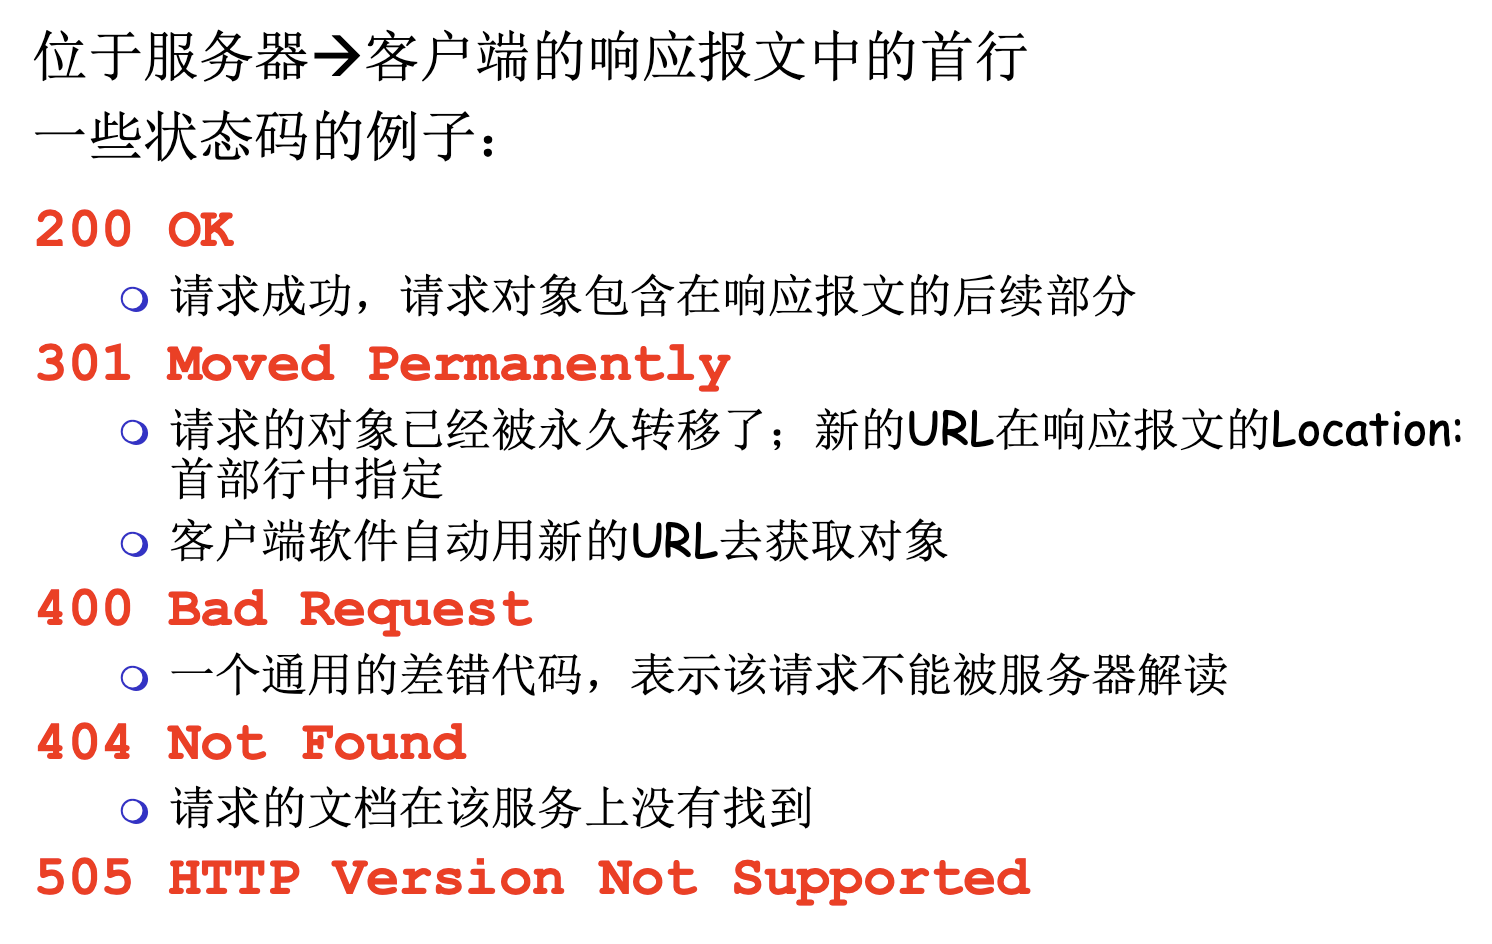 位于服务器→客户端的响应报文中的首行
一些状态码的例子：
200 OK
请求成功，请求对象包含在响应报文的后续部分
301 Moved Permanently
请求的对象已经被永久转移了；新的URL在响应报文的Location:
首部行中指定
客户端软件自动用新的URL去获取对象
400 Bad Request
一个通用的差错代码，表示该请求不能被服务器解读
404 Not Found
请求的文档在该服务上没有找到
505 HTTP Version Not Supported